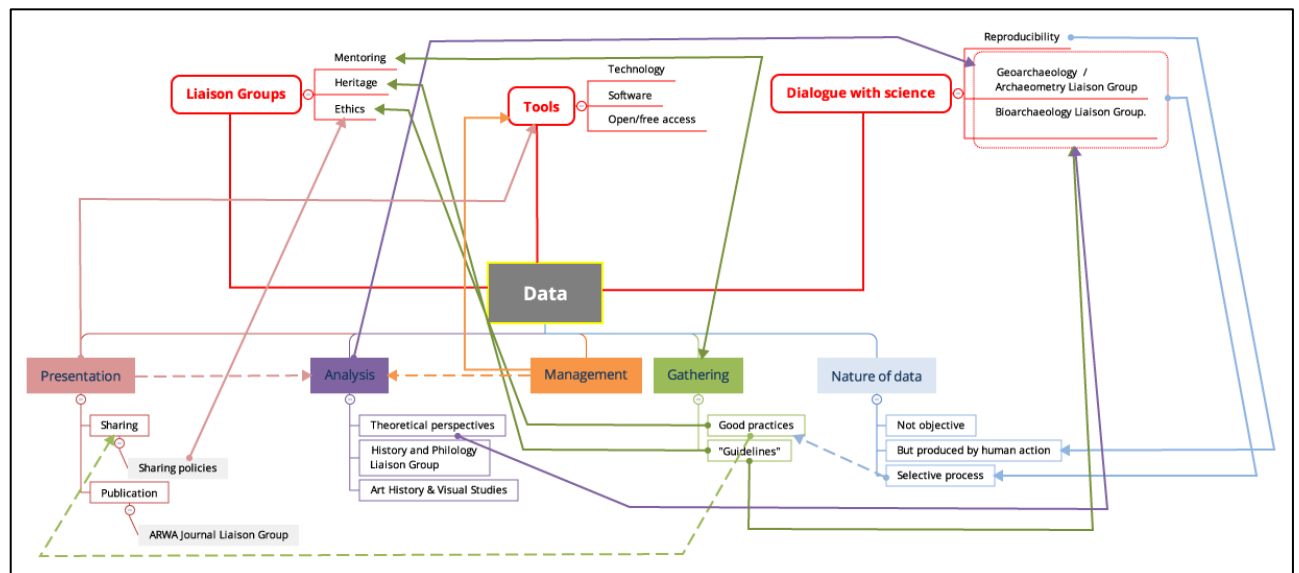 Reproducibility
Mentoring
Liaison Groups
Heritage
Ethics
Technology
Tools
Software
Open/free access
Dialogue with science
Geoarchaeology /
Archaeometry Liaison Group
Bioarchaeology Liaison Group.
Data
Presentation
Analysis
Management
Gathering
Nature of data
Sharing
Sharing policies
Publication
ARWA Journal Liaison Group
Theoretical perspectives
History and Philology
Liaison Group
Art History & Visual Studies
Good practices
"Guidelines"
Not objective
But produced by human action
Selective process